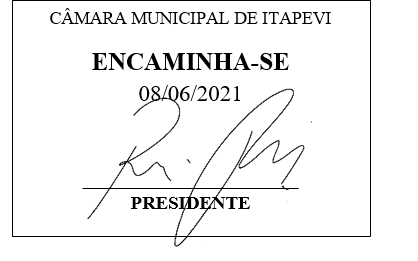 CÂMARA MUNICIPAL DE ITAPEVI
ENCAMINHA-SE
08/06/2021
PRESIDENTE